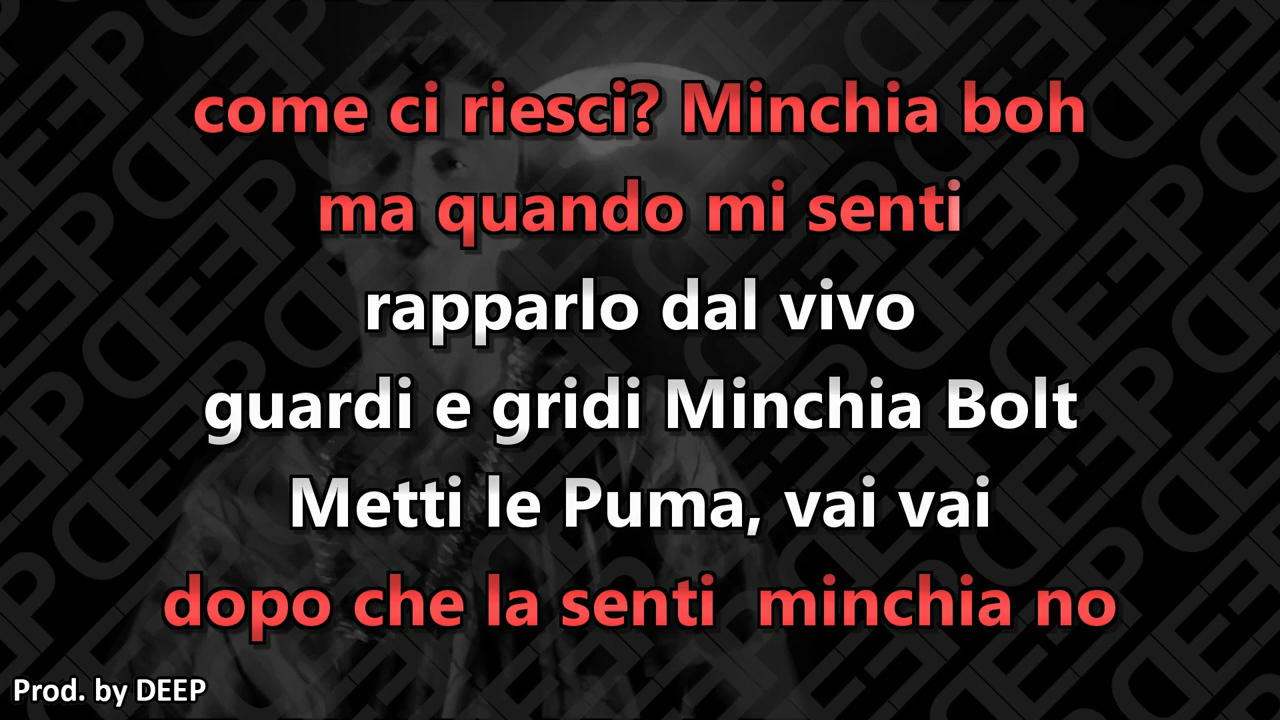 come ci riesci? Minchia boh
ma quando mi senti
rapparlo dal vivo
guardi e gridi Minchia Bolt
Metti le Puma, vai vai
dopo che la senti  minchia no
Prod. by DEEP